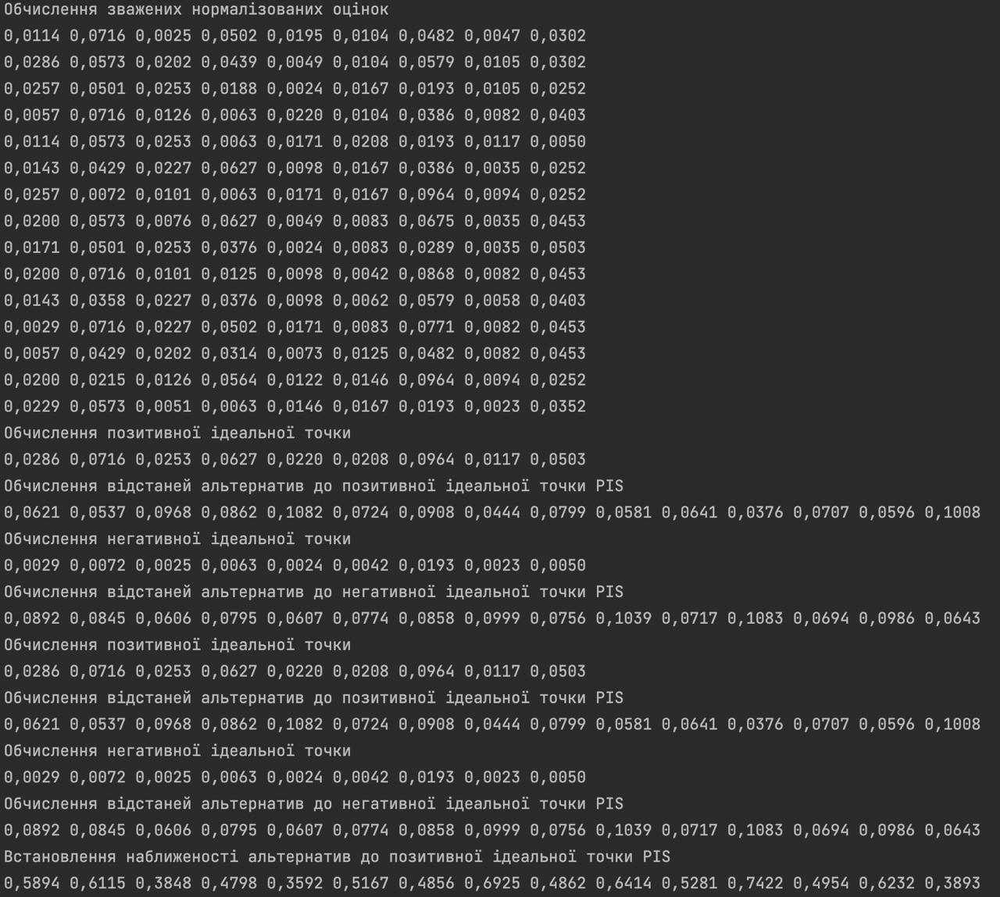 Обчислення зважених нормалізованих оцінок
0,0114 0,0716 0,0025 0,0502 0,0195 0,0104 0,0482 0,0047 0,0302
0,0286 0,0573 0,0202 0,0439 0,0049 0,0104 0,0579 0,0105 0,0302
0,0257 0,0501 0,0253 0,0188 0,0024 0,0167 0,0193 0,0105 0,0252
0,0057 0,0716 0,0126 0,0063 0,0220 0,0104 0,0386 0,0082 0,0403
0,0114 0,0573 0,0253 0,0063 0,0171 0,0208 0,0193 0,0117 0,0050
0,0143 0,0429 0,0227 0,0627 0,0098 0,0167 0,0386 0,0035 0,0252
0,0257 0,0072 0,0101 0,0063 0,0171 0,0167 0,0964 0,0094 0,0252
0,0200 0,0573 0,0076 0,0627 0,0049 0,0083 0,0675 0,0035 0,0453
0,0171 0,0501 0,0253 0,0376 0,0024 0,0083 0,0289 0,0035 0,0503
0,0200 0,0716 0,0101 0,0125 0,0098 0,0042 0,0868 0,0082 0,0453
0,0143 0,0358 0,0227 0,0376 0,0098 0,0062 0,0579 0,0058 0,0403
0,0029 0,0716 0,0227 0,0502 0,0171 0,0083 0,0771 0,0082 0,0453
0,0057 0,0429 0,0202 0,0314 0,0073 0,0125 0,0482 0,0082 0,0453
0,0200 0,0215 0,0126 0,0564 0,0122 0,0146 0,0964 0,0094 0,0252
0,0229 0,0573 0,0051 0,0063 0,0146 0,0167 0,0193 0,0023 0,0352
Обчислення позитивної ідеальної точки
0,0286 0,0716 0,0253 0,0627 0,0220 0,0208 0,0964 0,0117 0,0503
Обчислення відстаней альтернатив до позитивної ідеальної точки PIS
0,0621 0,0537 0,0968 0,0862 0,1082 0,0724 0,0908 0,0444 0,0799 0,0581 0,0641 0,0376 0,0707 0,0596 0,1008
Обчислення негативної ідеальної точки
0,0029 0,0072 0,0025 0,0063 0,0024 0,0042 0,0193 0,0023 0,0050
Обчислення відстаней альтернатив до негативної ідеальної точки PIS
0,0892 0,0845 0,0606 0,0795 0,0607 0,0774 0,0858 0,0999 0,0756 0,1039 0,0717 0,1083 0,0694 0,0986 0,0643
Обчислення позитивної ідеальної точки
0,0286 0,0716 0,0253 0,0627 0,0220 0,0208 0,0964 0,0117 0,0503
Обчислення відстаней альтернатив до позитивної ідеальної точки PIS
0,0621 0,0537 0,0968 0,0862 0,1082 0,0724 0,0908 0,0444 0,0799 0,0581 0,0641 0,0376 0,0707 0,0596 0,1008
Обчислення негативної ідеальної точки
0,0029 0,0072 0,0025 0,0063 0,0024 0,0042 0,0193 0,0023 0,0050
Обчислення відстаней альтернатив до негативної ідеальної точки PIS
0,0892 0,0845 0,0606 0,0795 0,0607 0,0774 0,0858 0,0999 0,0756 0,1039 0,0717 0,1083 0,0694 0,0986 0,0643
Встановлення наближеності альтернатив до позитивної ідеальної точки PIS
0,5894 0,6115 0,3848 0,4798 0,3592 0,5167 0,4856 0,6925 0,4862 0,6414 0,5281 0,7422 0,4954 0,6232 0,3893